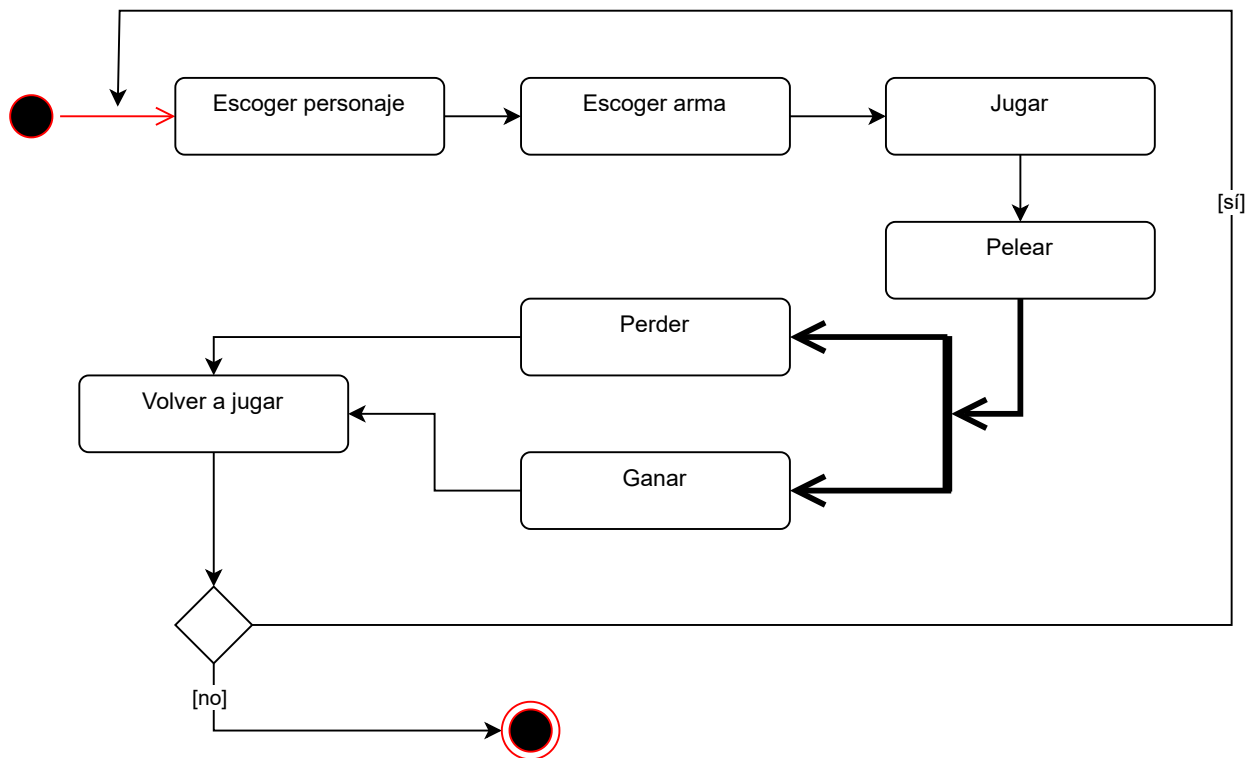 Escoger personaje
Escoger arma
Jugar
[sí]
Pelear
Perder
Volver a jugar
Ganar
[no]